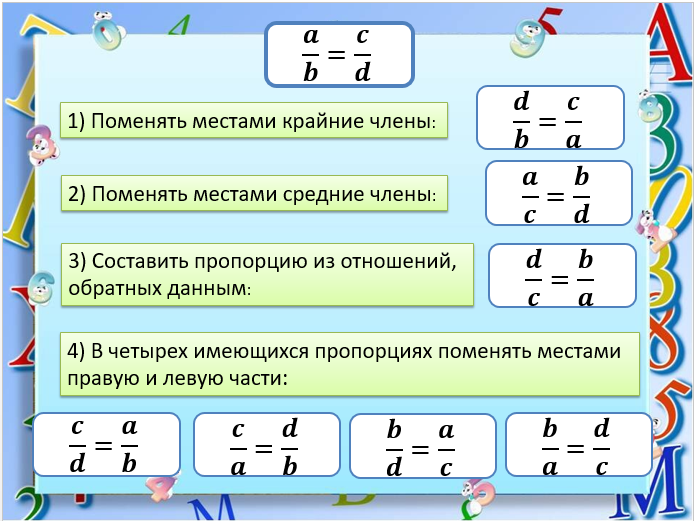 a/b = c/d
1) Поменять местами крайние члены:
d/b = c/a
2) Поменять местами средние члены:
a/c = b/d
3) Составить пропорцию из отношений,
обратных данным:
d/c = b/a
4) В четырех имеющихся пропорциях поменять местами
правую и левую части:
c/d = a/b
c/a = d/b
b/d = a/c
b/a = d/c